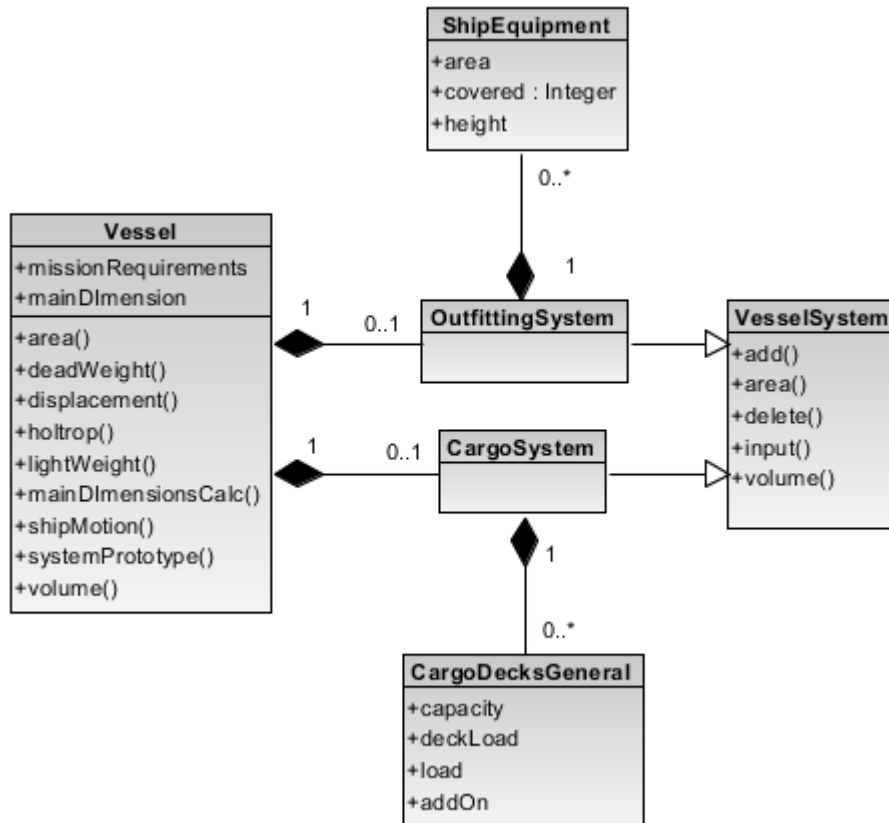 ShipEquipment
+area
+covered : Integer
+height
0..*
1
Vessel
+missionRequirements
+mainDImension
+area()
+deadWeight()
+displacement()
+holtrop()
+lightWeight()
+mainDImensionsCalc()
+shipMotion()
+systemPrototype()
+volume()
1
0..1
OutfittingSystem
VesselSystem
+add()
+area()
+delete()
+input()
+volume()
1
0..1
CargoSystem
1
0..*
CargoDecksGeneral
+capacity
+deckLoad
+load
+addOn